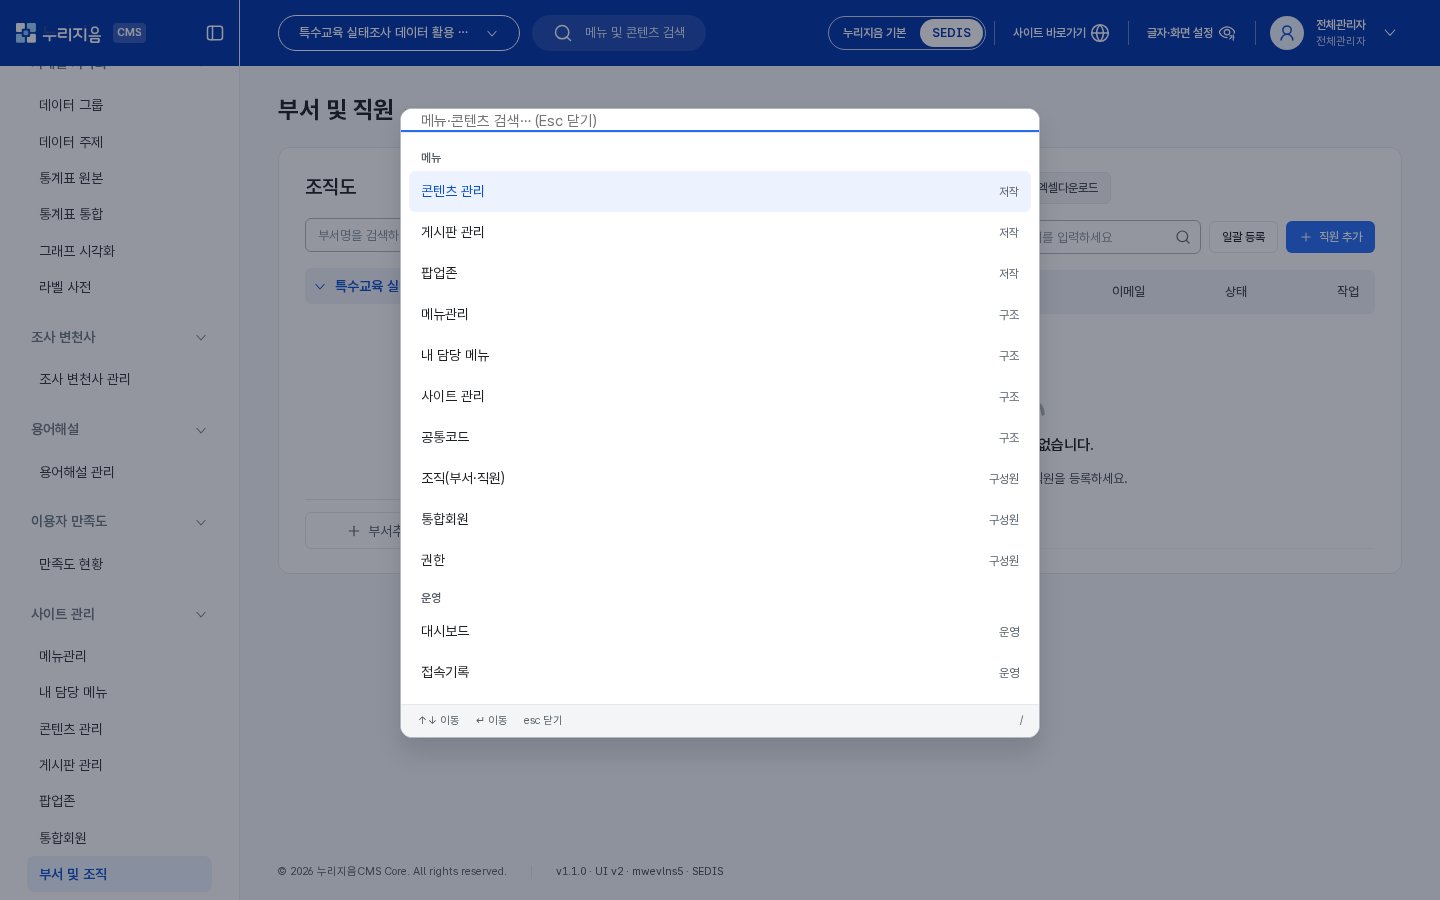 누리지음 CMS
특수교육 실태조사 데이터 활용 ···
메뉴 및 콘텐츠 검색
누리지음 기본
SEDIS
사이트 바로가기
글자·화면 설정
전체관리자
전체관리자
데이터 그룹
데이터 주제
통계표 원본
통계표 통합
그래프 시각화
라벨 사전
조사 변천사
조사 변천사 관리
용어해설
용어해설 관리
이용자 만족도
만족도 현황
사이트 관리
메뉴관리
내 담당 메뉴
콘텐츠 관리
게시판 관리
팝업존
통합회원
부서 및 조직
부서 및 직원
조직도
부서명을 검색하
특수교육 실
부서추
엑셀다운로드
를 입력하세요
일괄 등록
+ 직원 추가
이메일
상태
작업
없습니다.
직원을 등록하세요.
메뉴·콘텐츠 검색··· (Esc 닫기)
메뉴
콘텐츠 관리 저작
게시판 관리 저작
팝업존 저작
메뉴관리 구조
내 담당 메뉴 구조
사이트 관리 구조
공통코드 구조
조직(부서·직원) 구성원
통합회원 구성원
권한 구성원
운영
대시보드 운영
접속기록 운영
↑↓ 이동 ↵ 이동 esc 닫기 /
© 2026 누리지음CMS Core. All rights reserved.
v1.1.0 · UI v2 · mwevlns5 · SEDIS